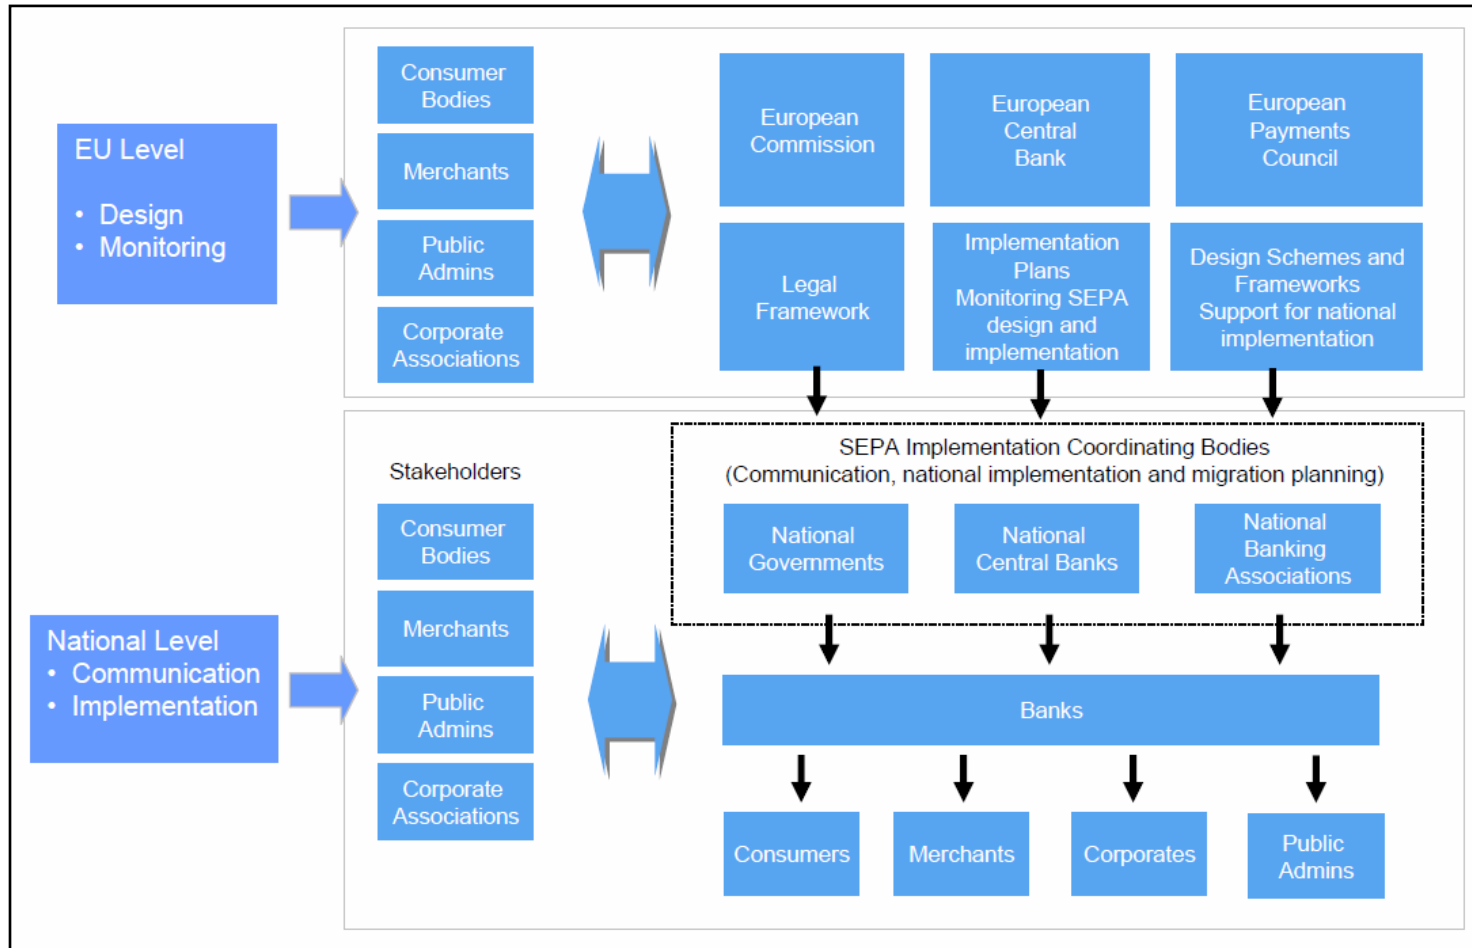 EU Level
• Design
• Monitoring
Consumer
Bodies
Merchants
Public
Admins
Corporate
Associations
European
Commission
European
Central
Bank
European
Payments
Council
Legal
Framework
Implementation
Plans
Monitoring SEPA
design and
implementation
Design Schemes and
Frameworks
Support for national
implementation
National Level
• Communication
• Implementation
Stakeholders
Consumer
Bodies
Merchants
Public
Admins
Corporate
Associations
SEPA Implementation Coordinating Bodies
(Communication, national implementation and migration planning)
National
Governments
National
Central Banks
National
Banking
Associations
Banks
Consumers
Merchants
Corporates
Public
Admins